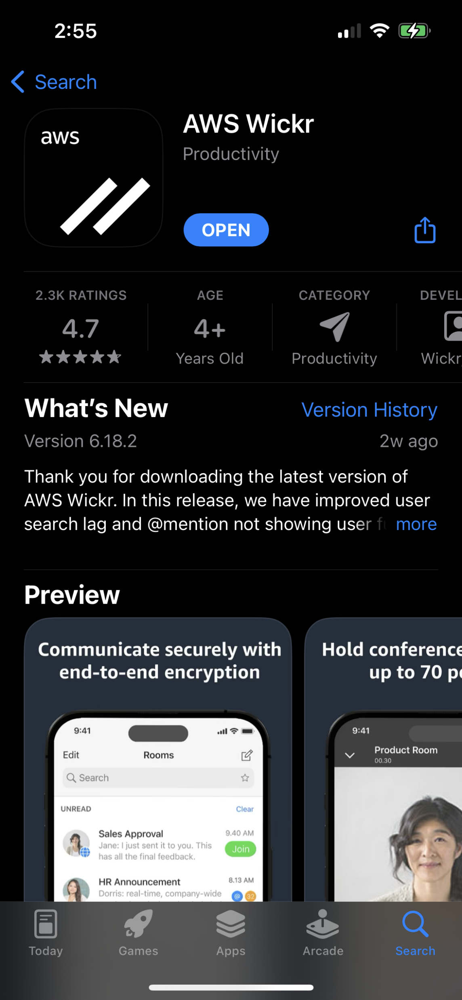 2:55
Search
aws
AWS Wickr
Productivity
OPEN
2.3K RATINGS
4.7
AGE
4+
Years Old
CATEGORY
Productivity
DEVEL
Wickr,
What's New
Version History
Version 6.18.2
2w ago
Thank you for downloading the latest version of
AWS Wickr. In this release, we have improved user
search lag and @mention not showing user more
Preview
Communicate securely with
end-to-end encryption
9:41
Edit
Rooms
Search
UNREAD
Clear
Sales Approval
9.40 AM
Jane: I just sent it to you. This
has all the final feedback.
Join
HR Announcement
8.13 AM
Dorris: real-time, company-wide
@ 32
Hold conference
up to 70 pe
9:41
Product Room
00.30
Today
Games
Apps
Arcade
Search